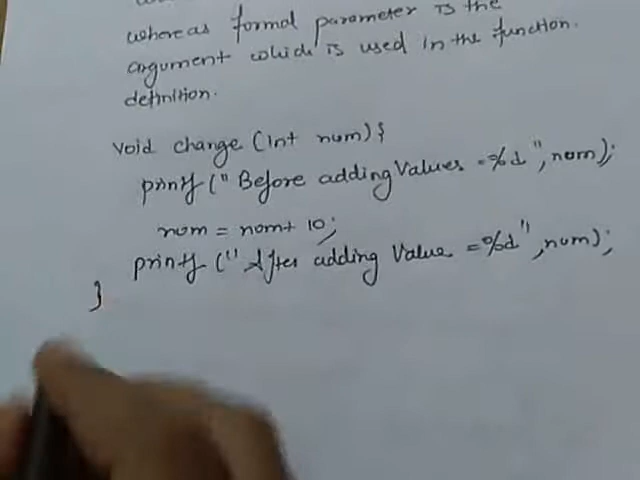 whereas formal parameter is the
argument which is used in the function
definition.
void change (int num) {
printf (" Before adding Values =%d ", num);
num = num+ 10;
printf (" After adding Value =%d", num);
}